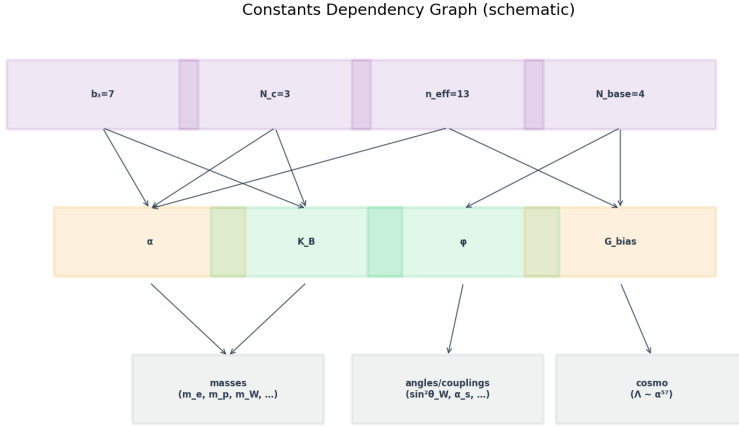 Constants Dependency Graph (schematic)
b₃=7
N_c=3
n_eff=13
N_base=4
α
K_B
φ
G_bias
masses
(m_e, m_p, m_W, ...)
angles/couplings
(sin²θ_W, α_s, ...)
cosmo
(Λ ~ α⁵⁷)